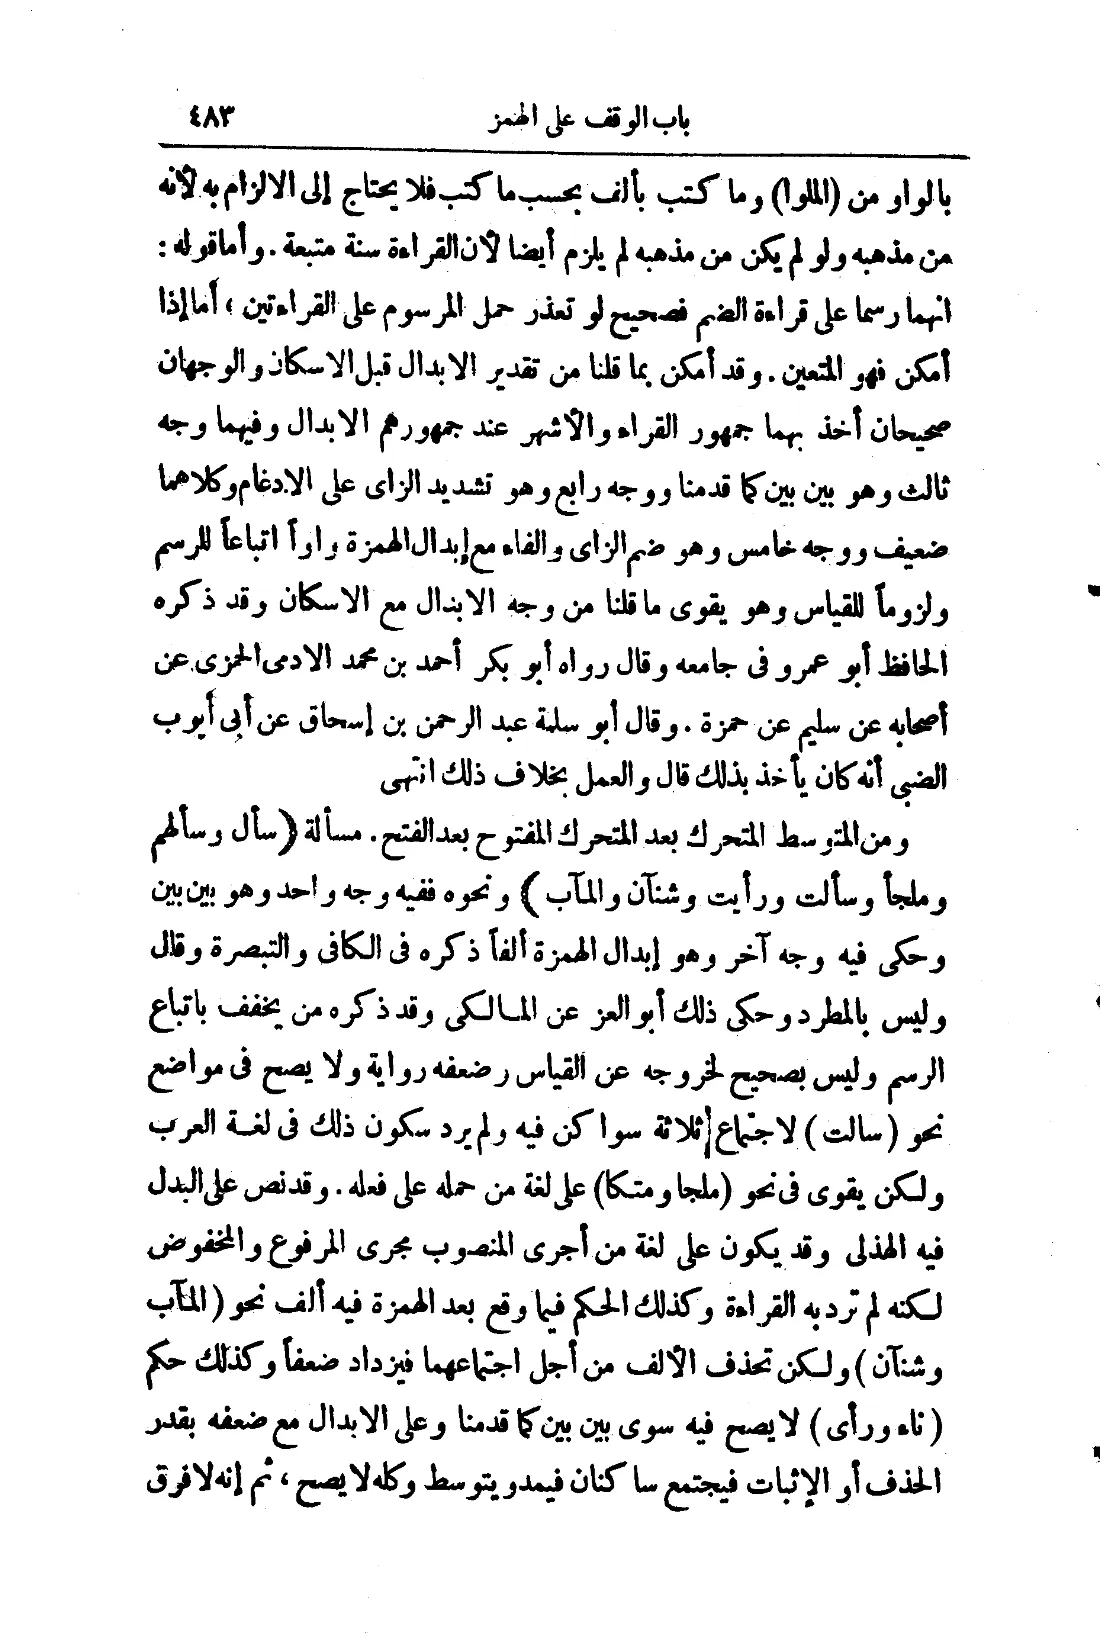 باب الوقف على الهمز ٤٨٣
بالواو من (الملوا) وما كتب بألف بحسب ما كتب فلا يحتاج إلى الالزام به لأنه
من مذهبه ولو لم يكن من مذهبه لم يلزم أيضا لأن القراءة سنة متبعة. وأما قوله:
انهما رسما على قراءة الضم فصحيح لو تعذر حمل المرسوم على القراءتين، أما إذا
أمكن فهو المتعين. وقد أمكن بما قلنا من تقدير الابدال قبل الاسكان والوجهان
صحيحان أخذ بهما جمهور القراء والأشهر عند جمهورهم الابدال وفيهما وجه
ثالث وهو بين بين كما قدمنا ووجه رابع وهو تشديد الزاى على الادغام وكلاهما
ضعيف ووجه خامس وهو ضم الزاى والفاء مع إبدال الهمزة واواً اتباعاً للرسم
ولزوماً للقياس وهو يقوى ما قلنا من وجه الابدال مع الاسكان وقد ذكره
الحافظ أبو عمرو فى جامعه وقال رواه أبو بكر أحمد بن محمد الادمى الحمزى عن
أصحابه عن سليم عن حمزة. وقال أبو سلمة عبد الرحمن بن إسحاق عن أبى أيوب
الضبى أنه كان يأخذ بذلك قال والعمل بخلاف ذلك انتهى
ومن المتوسط المتحرك بعد المتحرك المفتوح بعد الفتح. مسألة (سأل وسألهم
وملجأ وسألت ورأيت وشنآن والمآب) ونحوه ففيه وجه واحد وهو بين بين
وحكى فيه وجه آخر وهو إبدال الهمزة ألفاً ذكره فى الكافى والتبصرة وقال
وليس بالمطرد وحكى ذلك أبو العز عن المالكى وقد ذكره من يخفف باتباع
الرسم وليس بصحيح لخروجه عن القياس وضعفه رواية ولا يصح فى مواضع
نحو (سالت) لاجتماع ثلاثة سواكن فيه ولم يرد سكون ذلك فى لغة العرب
ولكن يقوى فى نحو (ملجا ومتكا) على لغة من حمله على فعله. وقد نص على البدل
فيه الهذلى وقد يكون على لغة من أجرى المنصوب مجرى المرفوع والمخفوض
لكنه لم ترد به القراءة وكذلك الحكم فيما وقع بعد الهمزة فيه ألف نحو (المآب
وشنآن) ولكن تحذف الألف من أجل اجتماعهما فيزداد ضعفاً وكذلك حكم
(ناء ورأى) لا يصح فيه سوى بين بين كما قدمنا وعلى الابدال مع ضعفه يقدر
الحذف أو الإثبات فيجتمع ساكنان فيمد ويتوسط وكله لا يصح، ثم إنه لا فرق